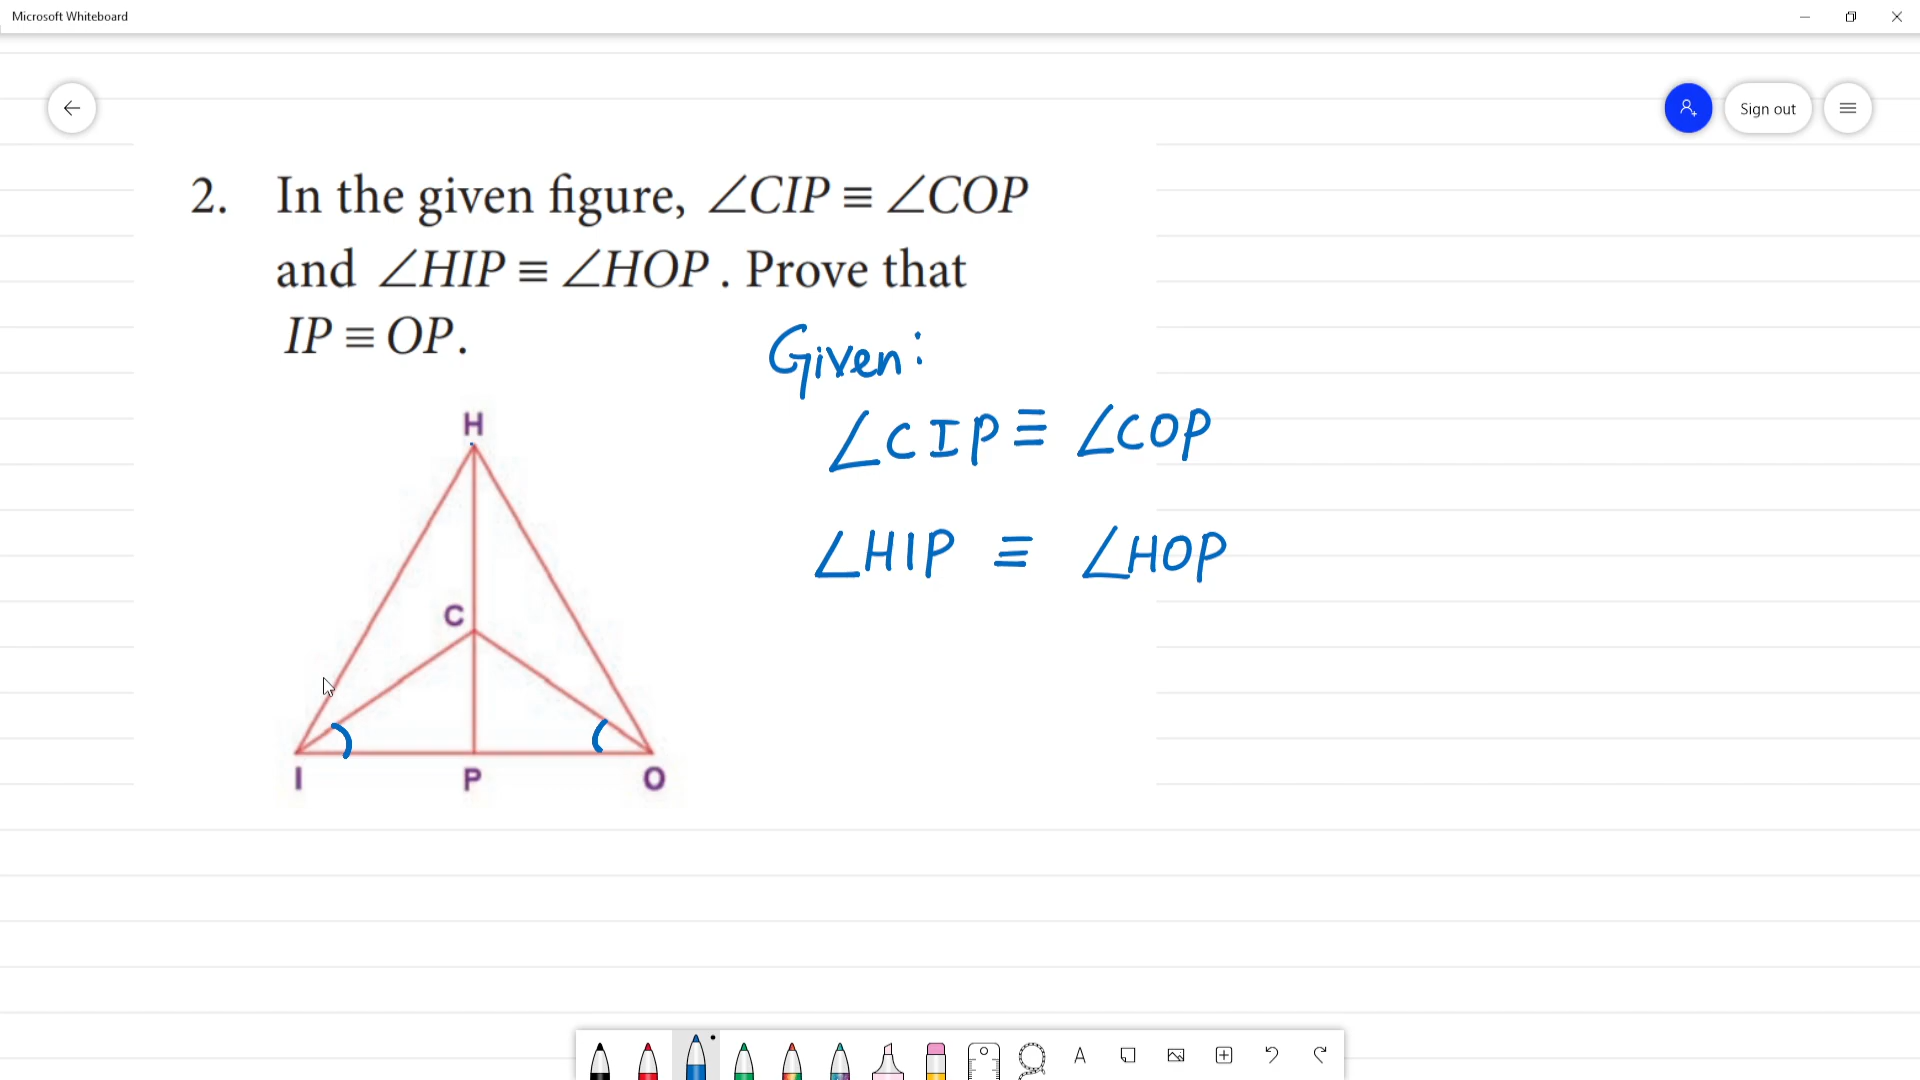 Microsoft Whiteboard
Sign out
2. In the given figure, ∠CIP ≡ ∠COP
and ∠HIP ≡ ∠HOP. Prove that
IP ≡ OP.
Given:
∠CIP ≡ ∠COP
∠HIP ≡ ∠HOP
H
C
I P O
A